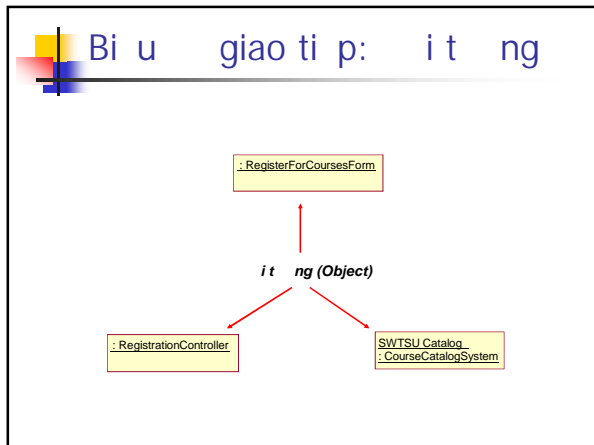 Bi u giao ti p: i t ng
: RegisterForCoursesForm
i t ng (Object)
: RegistrationController
SWTSU Catalog
: CourseCatalogSystem